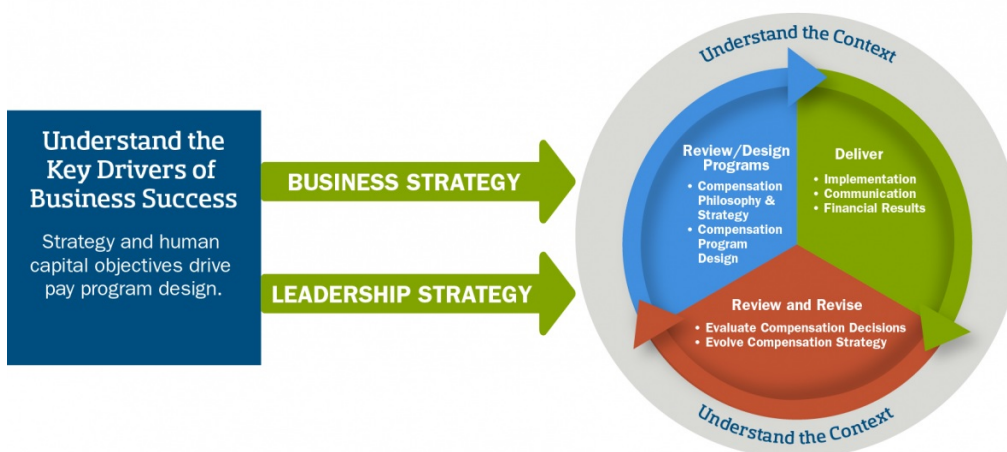 Understand the
Key Drivers of
Business Success
Strategy and human
capital objectives drive
pay program design.
BUSINESS STRATEGY
LEADERSHIP STRATEGY
Understand the Context
Review/Design
Programs
• Compensation
Philosophy &
Strategy
• Compensation
Program
Design
Deliver
• Implementation
• Communication
• Financial Results
Review and Revise
• Evaluate Compensation Decisions
• Evolve Compensation Strategy
Understand the Context